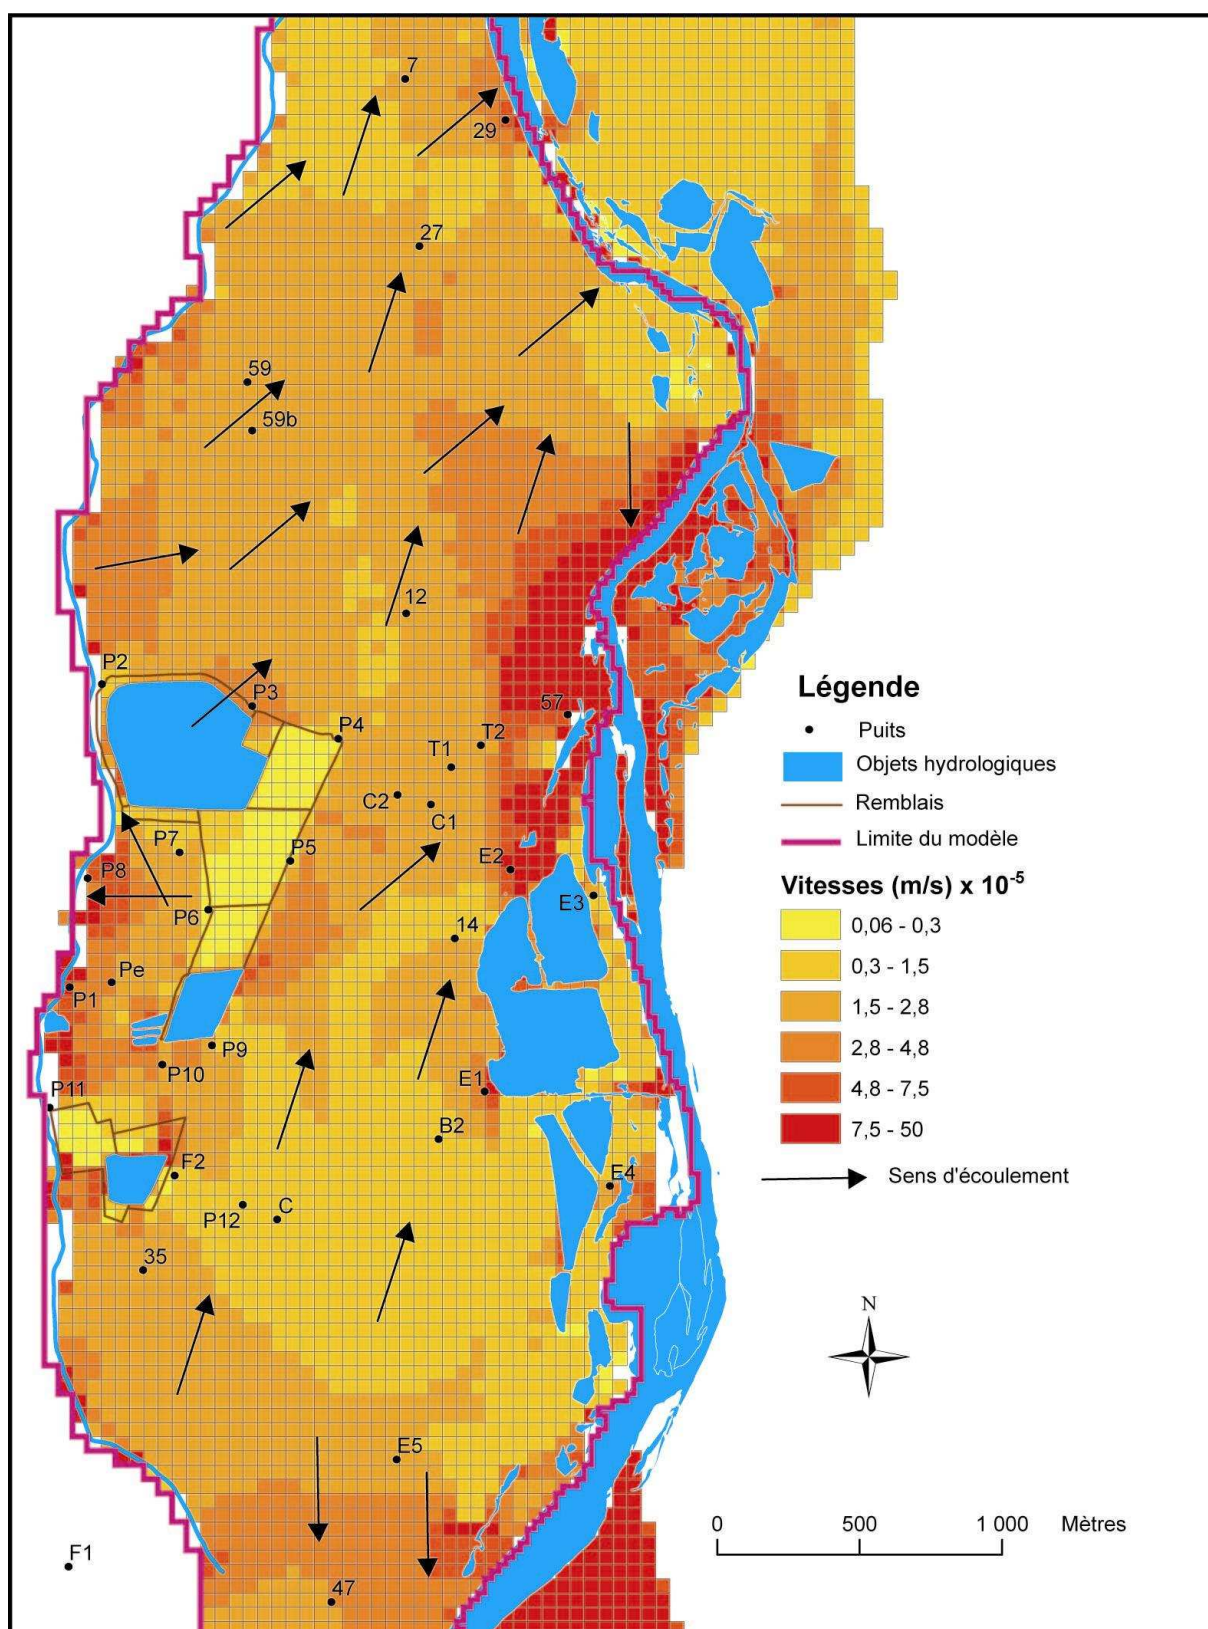 7
29
27
59
59b
12
P2
P3
P4
57
T2
T1
C2
C1
P7
P5
P8
E2
E3
P6
14
Pe
P1
P9
P10
E1
P11
B2
F2
E4
P12
C
35
E5
F1
47
Légende
Puits
Objets hydrologiques
Remblais
Limite du modèle
Vitesses (m/s) x 10-5
0,06 - 0,3
0,3 - 1,5
1,5 - 2,8
2,8 - 4,8
4,8 - 7,5
7,5 - 50
Sens d'écoulement
N
0 500 1 000 Mètres